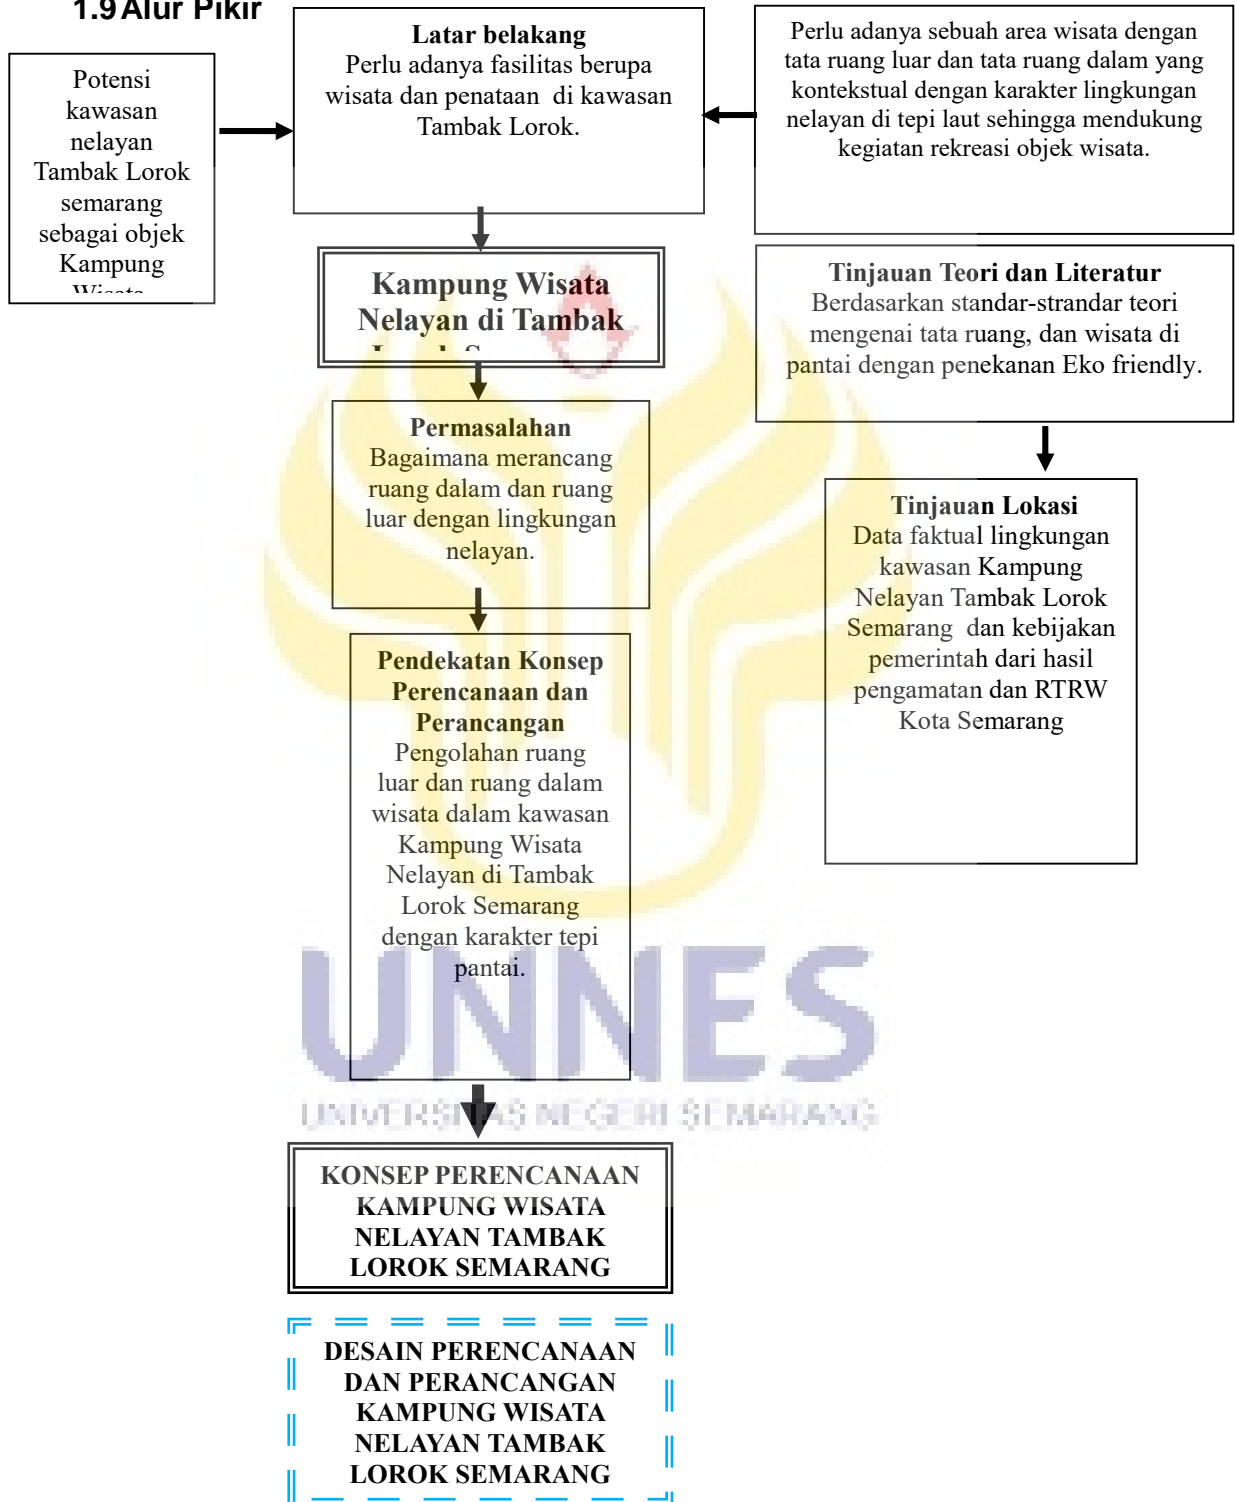 1.9 Alur Pikir
Potensi
kawasan
nelayan
Tambak Lorok
semarang
sebagai objek
Kampung
Wisata
Latar belakang
Perlu adanya fasilitas berupa
wisata dan penataan di kawasan
Tambak Lorok.
Perlu adanya sebuah area wisata dengan
tata ruang luar dan tata ruang dalam yang
kontekstual dengan karakter lingkungan
nelayan di tepi laut sehingga mendukung
kegiatan rekreasi objek wisata.
Kampung Wisata
Nelayan di Tambak
Tinjauan Teori dan Literatur
Berdasarkan standar-strandar teori
mengenai tata ruang, dan wisata di
pantai dengan penekanan Eko friendly.
Permasalahan
Bagaimana merancang
ruang dalam dan ruang
luar dengan lingkungan
nelayan.
Tinjauan Lokasi
Data faktual lingkungan
kawasan Kampung
Nelayan Tambak Lorok
Semarang dan kebijakan
pemerintah dari hasil
pengamatan dan RTRW
Kota Semarang
Pendekatan Konsep
Perencanaan dan
Perancangan
Pengolahan ruang
luar dan ruang dalam
wisata dalam kawasan
Kampung Wisata
Nelayan di Tambak
Lorok Semarang
dengan karakter tepi
pantai.
UNNES
UNIVERSITAS NEGERI SEMARANG
KONSEP PERENCANAAN
KAMPUNG WISATA
NELAYAN TAMBAK
LOROK SEMARANG
DESAIN PERENCANAAN
DAN PERANCANGAN
KAMPUNG WISATA
NELAYAN TAMBAK
LOROK SEMARANG